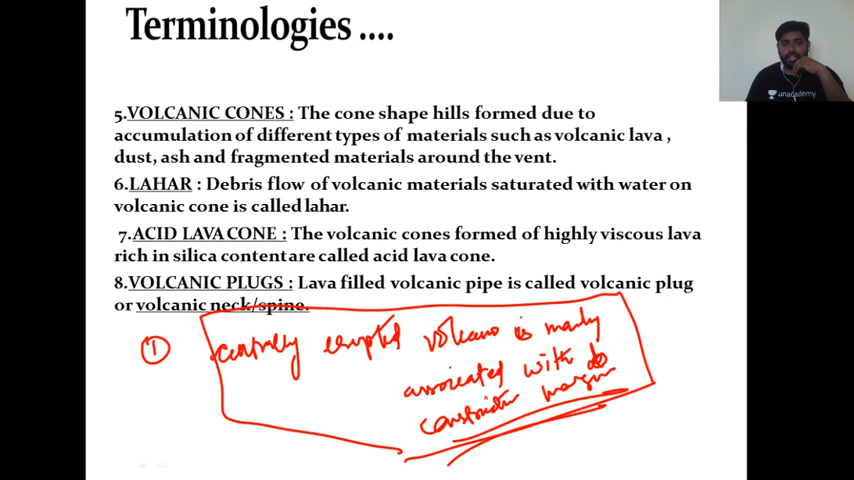 Terminologies ....
unacademy
5.VOLCANIC CONES : The cone shape hills formed due to
accumulation of different types of materials such as volcanic lava ,
dust, ash and fragmented materials around the vent.
6.LAHAR : Debris flow of volcanic materials saturated with water on
volcanic cone is called lahar.
7.ACID LAVA CONE : The volcanic cones formed of highly viscous lava
rich in silica content are called acid lava cone.
8.VOLCANIC PLUGS : Lava filled volcanic pipe is called volcanic plug
or volcanic neck/spine.
① centrally erupted volcano is mainly
associated with
margin